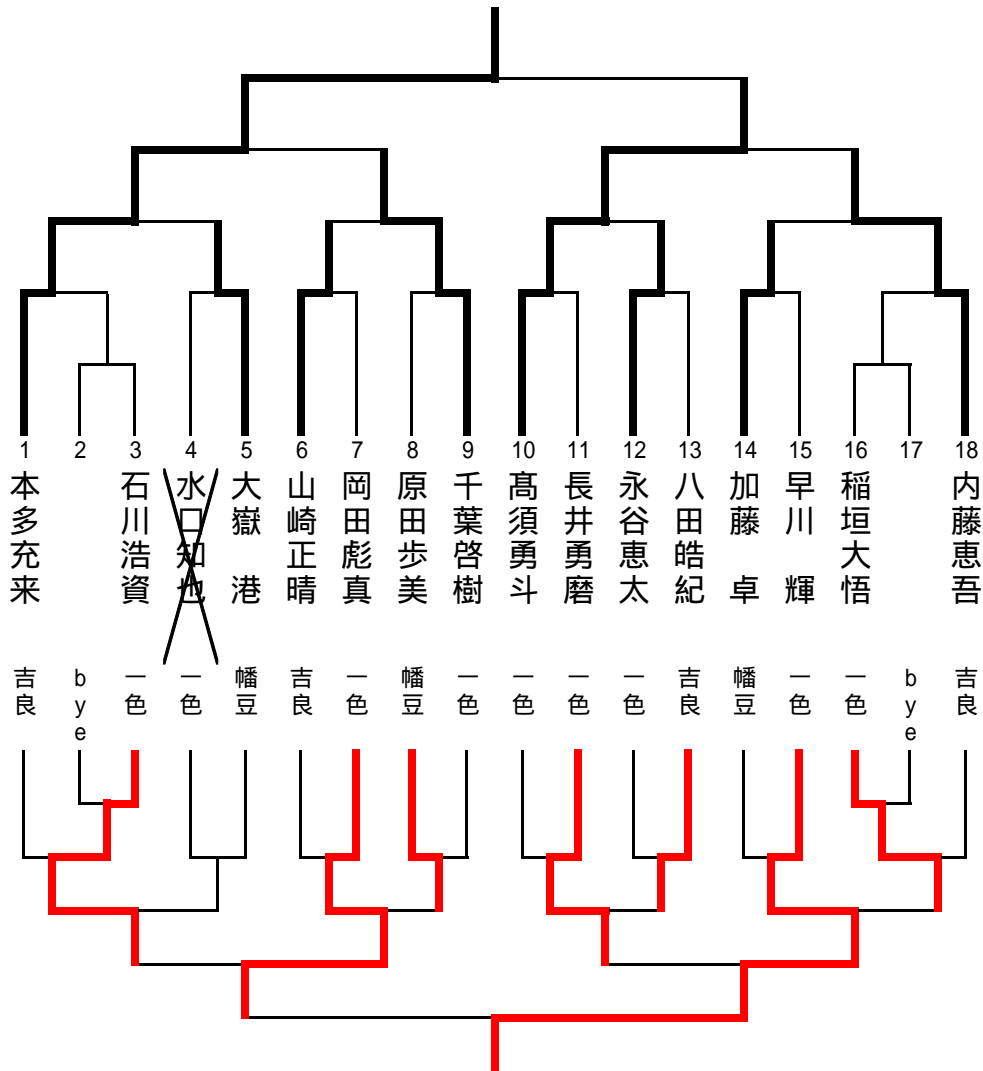 1 2 3 4 5 6 7 8 9 10 11 12 13 14 15 16 17 18
本多充来
石川浩資
水口知也
大嶽 港
山崎正晴
岡田彪真
原田歩美
千葉啓樹
髙須勇斗
長井勇磨
永谷恵太
八田皓紀
加藤 卓
早川 輝
稲垣大悟
内藤恵吾
吉良
bye
一色
一色
幡豆
吉良
一色
幡豆
一色
一色
一色
一色
吉良
幡豆
一色
一色
bye
吉良